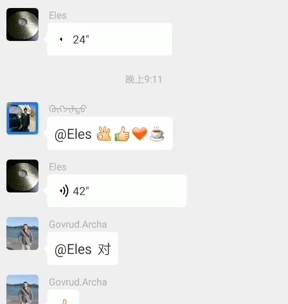 Eles
24"
晚上9:11
@Eles 👌👍❤️☕
Eles
42"
Govrud.Archa
@Eles 对
Govrud.Archa